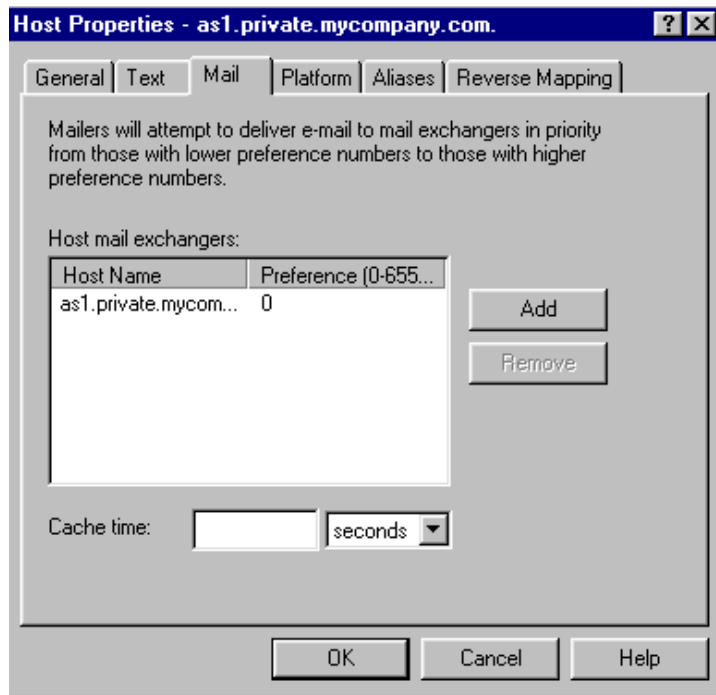 Host Properties - as1.private.mycompany.com.
General Text Mail Platform Aliases Reverse Mapping
Mailers will attempt to deliver e-mail to mail exchangers in priority
from those with lower preference numbers to those with higher
preference numbers.
Host mail exchangers:
Host Name Preference (0-655...
as1.private.mycom... 0
Add
Remove
Cache time: seconds
OK Cancel Help